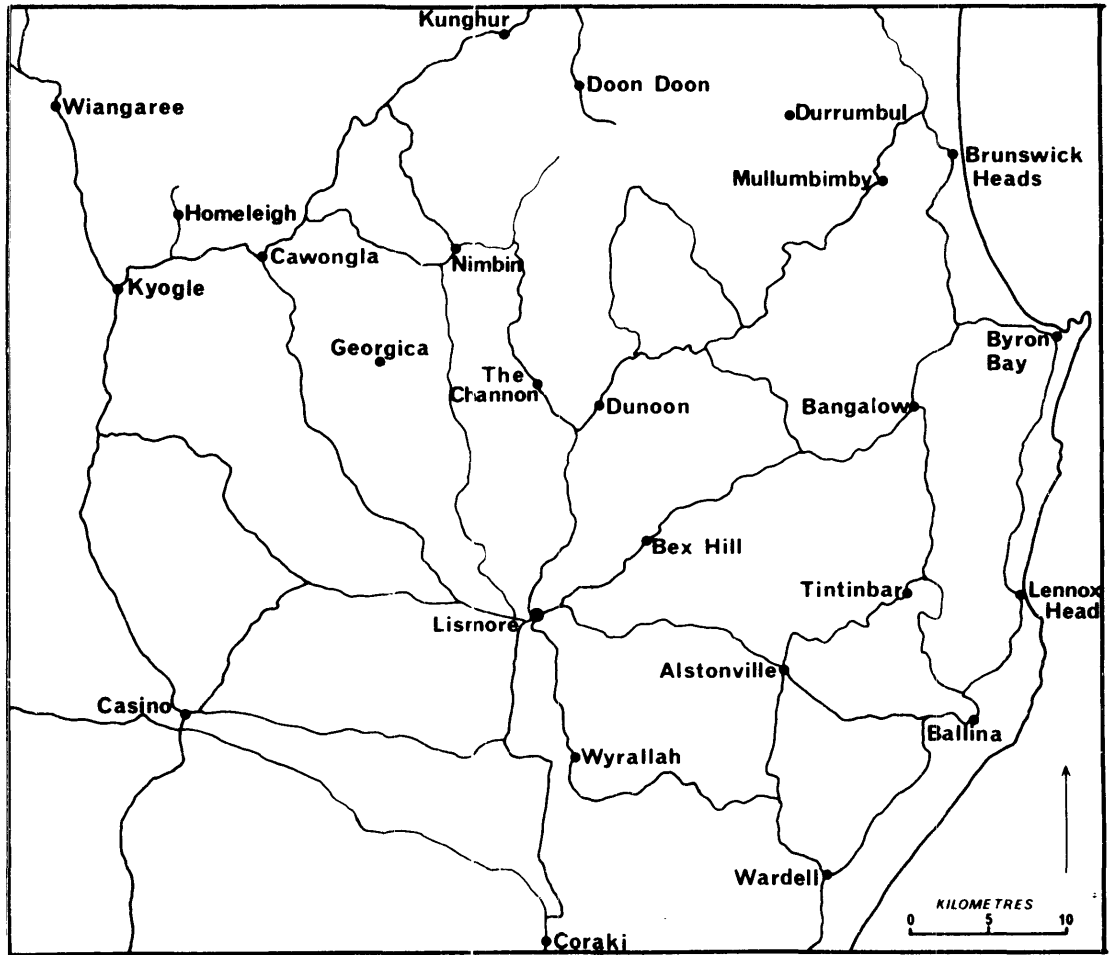 Kunghur
Doon Doon
Wiangaree
Durrumbul
Brunswick
Heads
Mullumbimby
Homeleigh
Cawongla
Nimbin
Kyogle
Byron
Bay
Georgica
The
Channon
Dunoon
Bangalow
Bex Hill
Tintinbar
Lennox
Head
Lismore
Alstonville
Casino
Ballina
Wyrallah
Wardell
KILOMETRES
0 5 10
Coraki